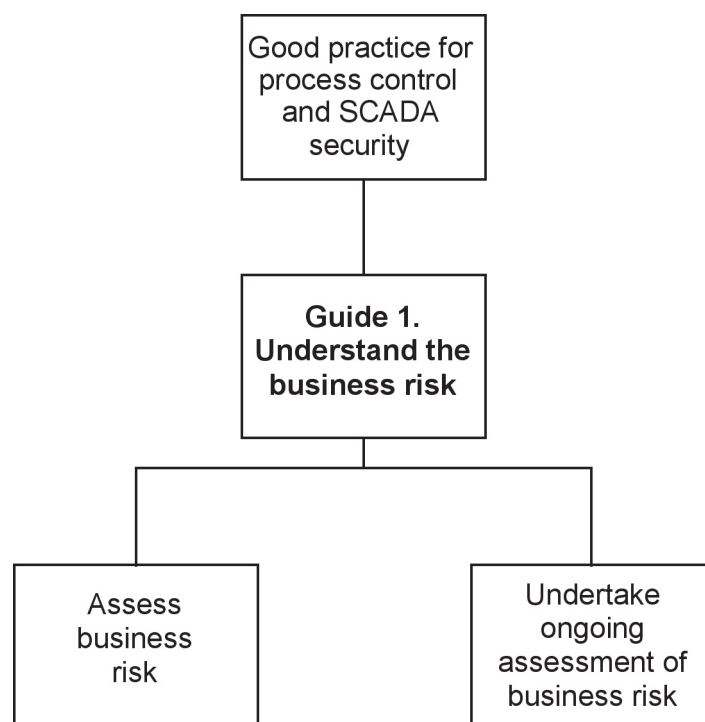 Good practice for
process control
and SCADA
security
Guide 1.
Understand the
business risk
Assess
business
risk
Undertake
ongoing
assessment of
business risk